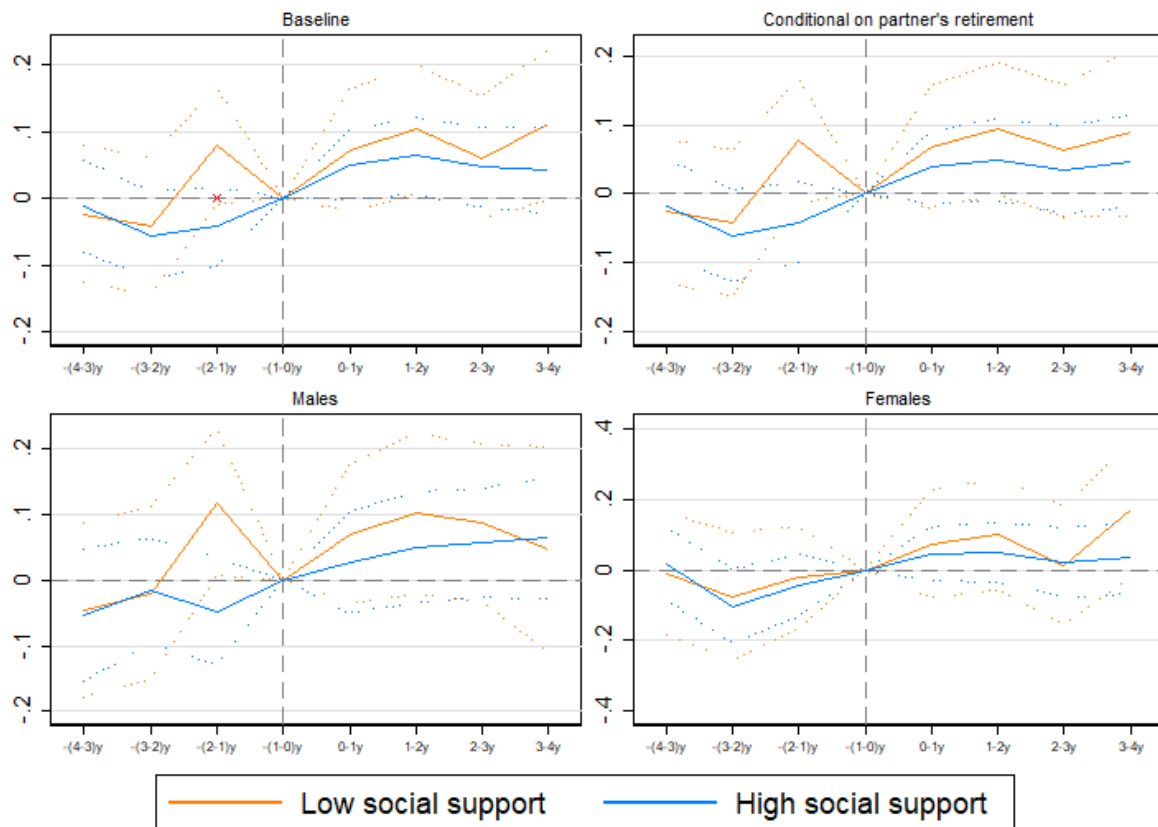 Baseline
.2
.1
0
-.1
-.2
-(4-3)y -(3-2)y -(2-1)y -(1-0)y 0-1y 1-2y 2-3y 3-4y
Conditional on partner's retirement
.2
.1
0
-.1
-.2
-(4-3)y -(3-2)y -(2-1)y -(1-0)y 0-1y 1-2y 2-3y 3-4y
Males
.2
.1
0
-.1
-.2
-(4-3)y -(3-2)y -(2-1)y -(1-0)y 0-1y 1-2y 2-3y 3-4y
Females
.4
.2
0
-.2
-.4
-(4-3)y -(3-2)y -(2-1)y -(1-0)y 0-1y 1-2y 2-3y 3-4y
Low social support High social support